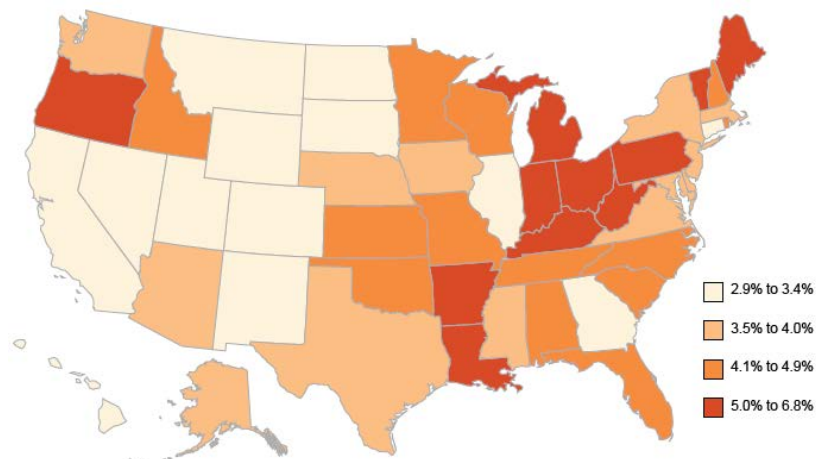 2.9% to 3.4%
3.5% to 4.0%
4.1% to 4.9%
5.0% to 6.8%